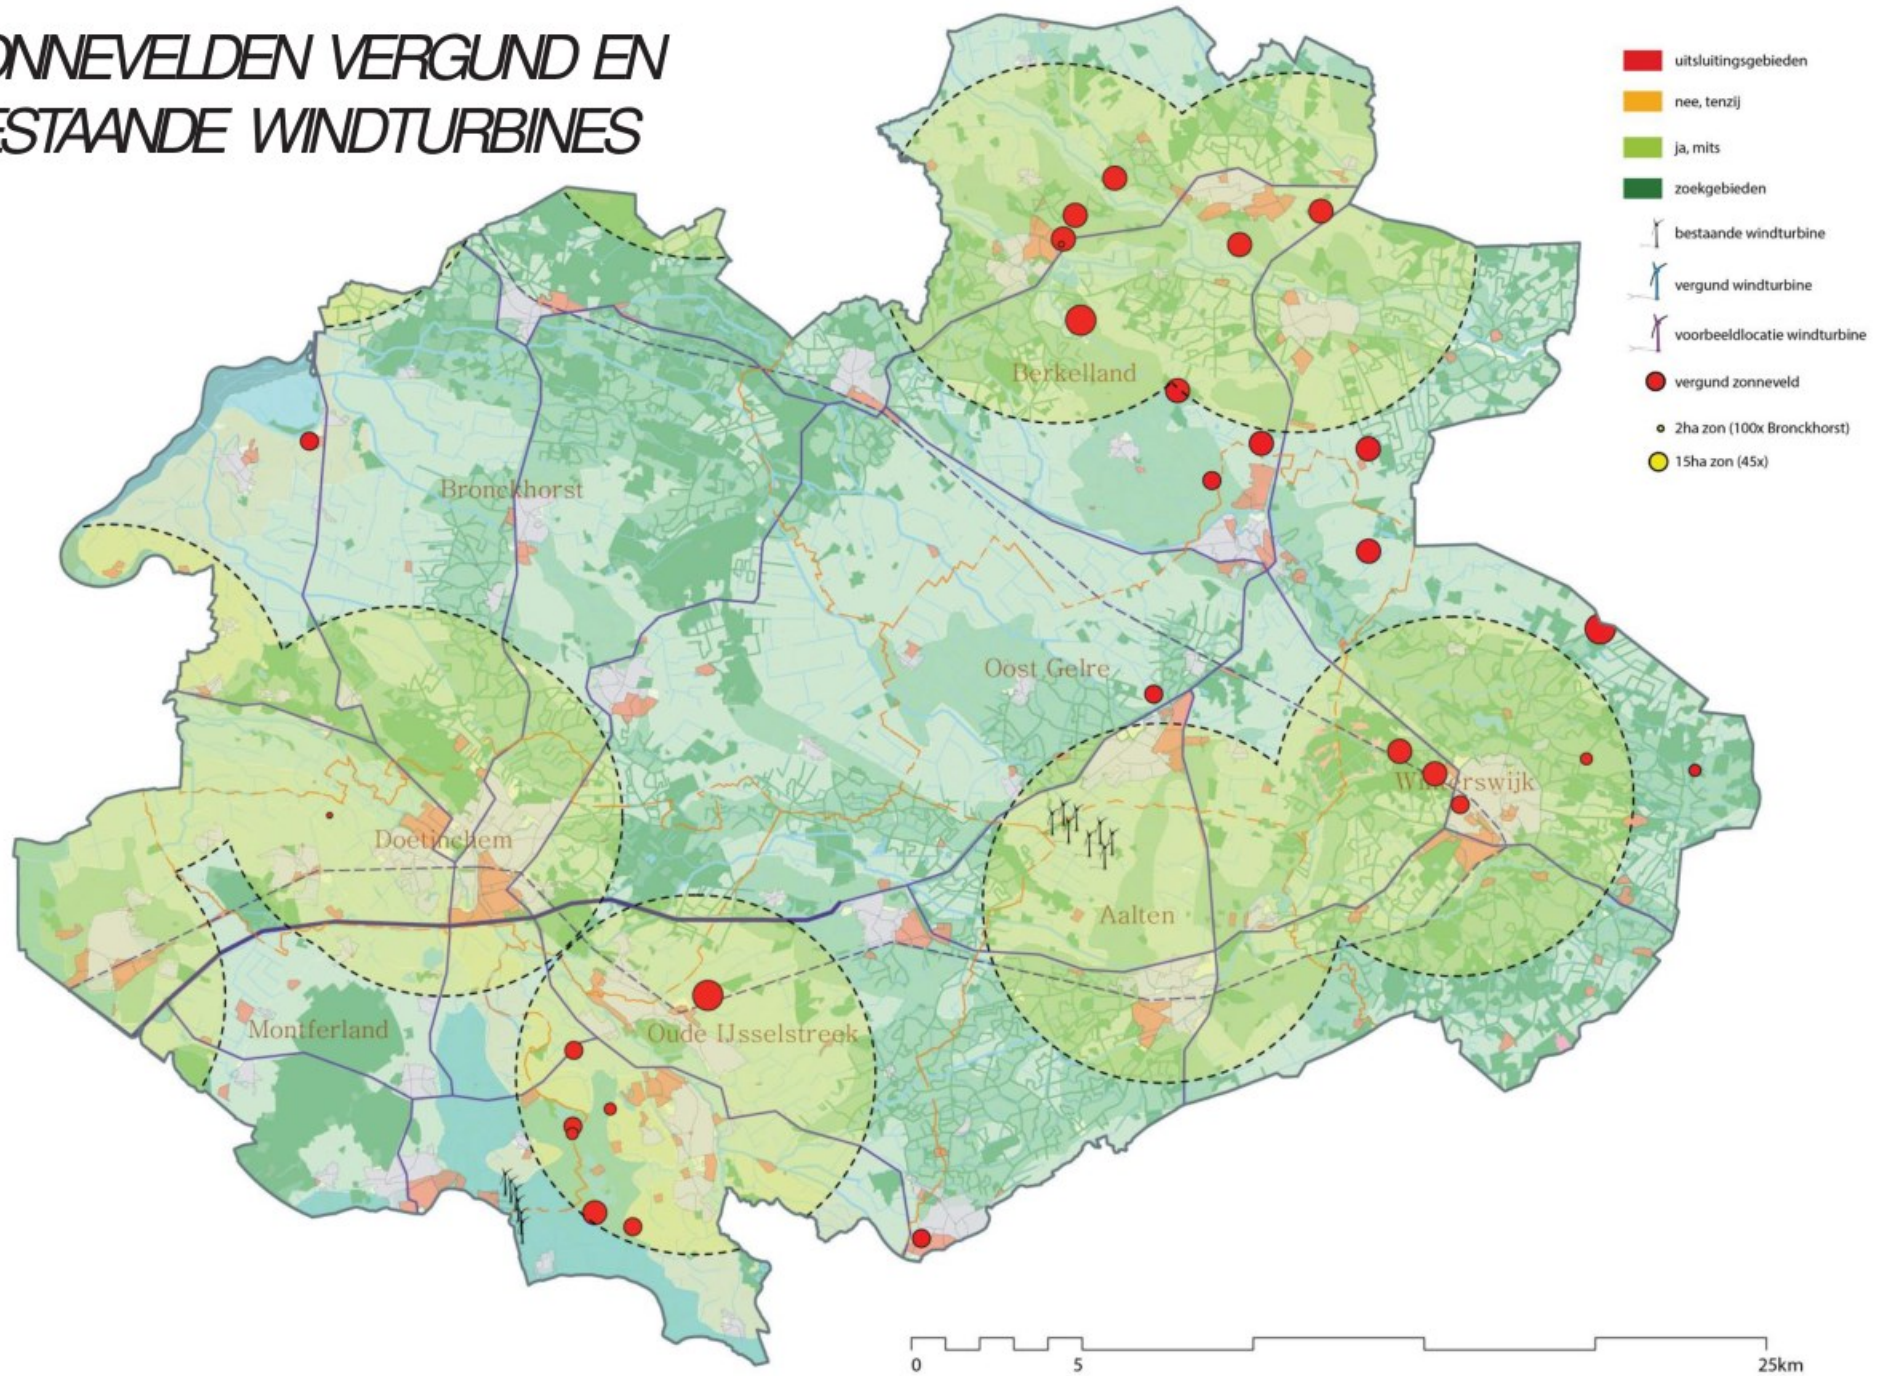 ONNEVELDEN VERGUND EN
ESTAANDE WINDTURBINES
uitsluitingsgebieden
nee, tenzij
ja, mits
zoekgebieden
bestaande windturbine
vergund windturbine
voorbeeldlocatie windturbine
vergund zonneveld
2ha zon (100x Bronckhorst)
15ha zon (45x)
Berkelland
Bronckhorst
Oost Gelre
Winterswijk
Doetinchem
Aalten
Montferland
Oude IJsselstreek
0
5
25km